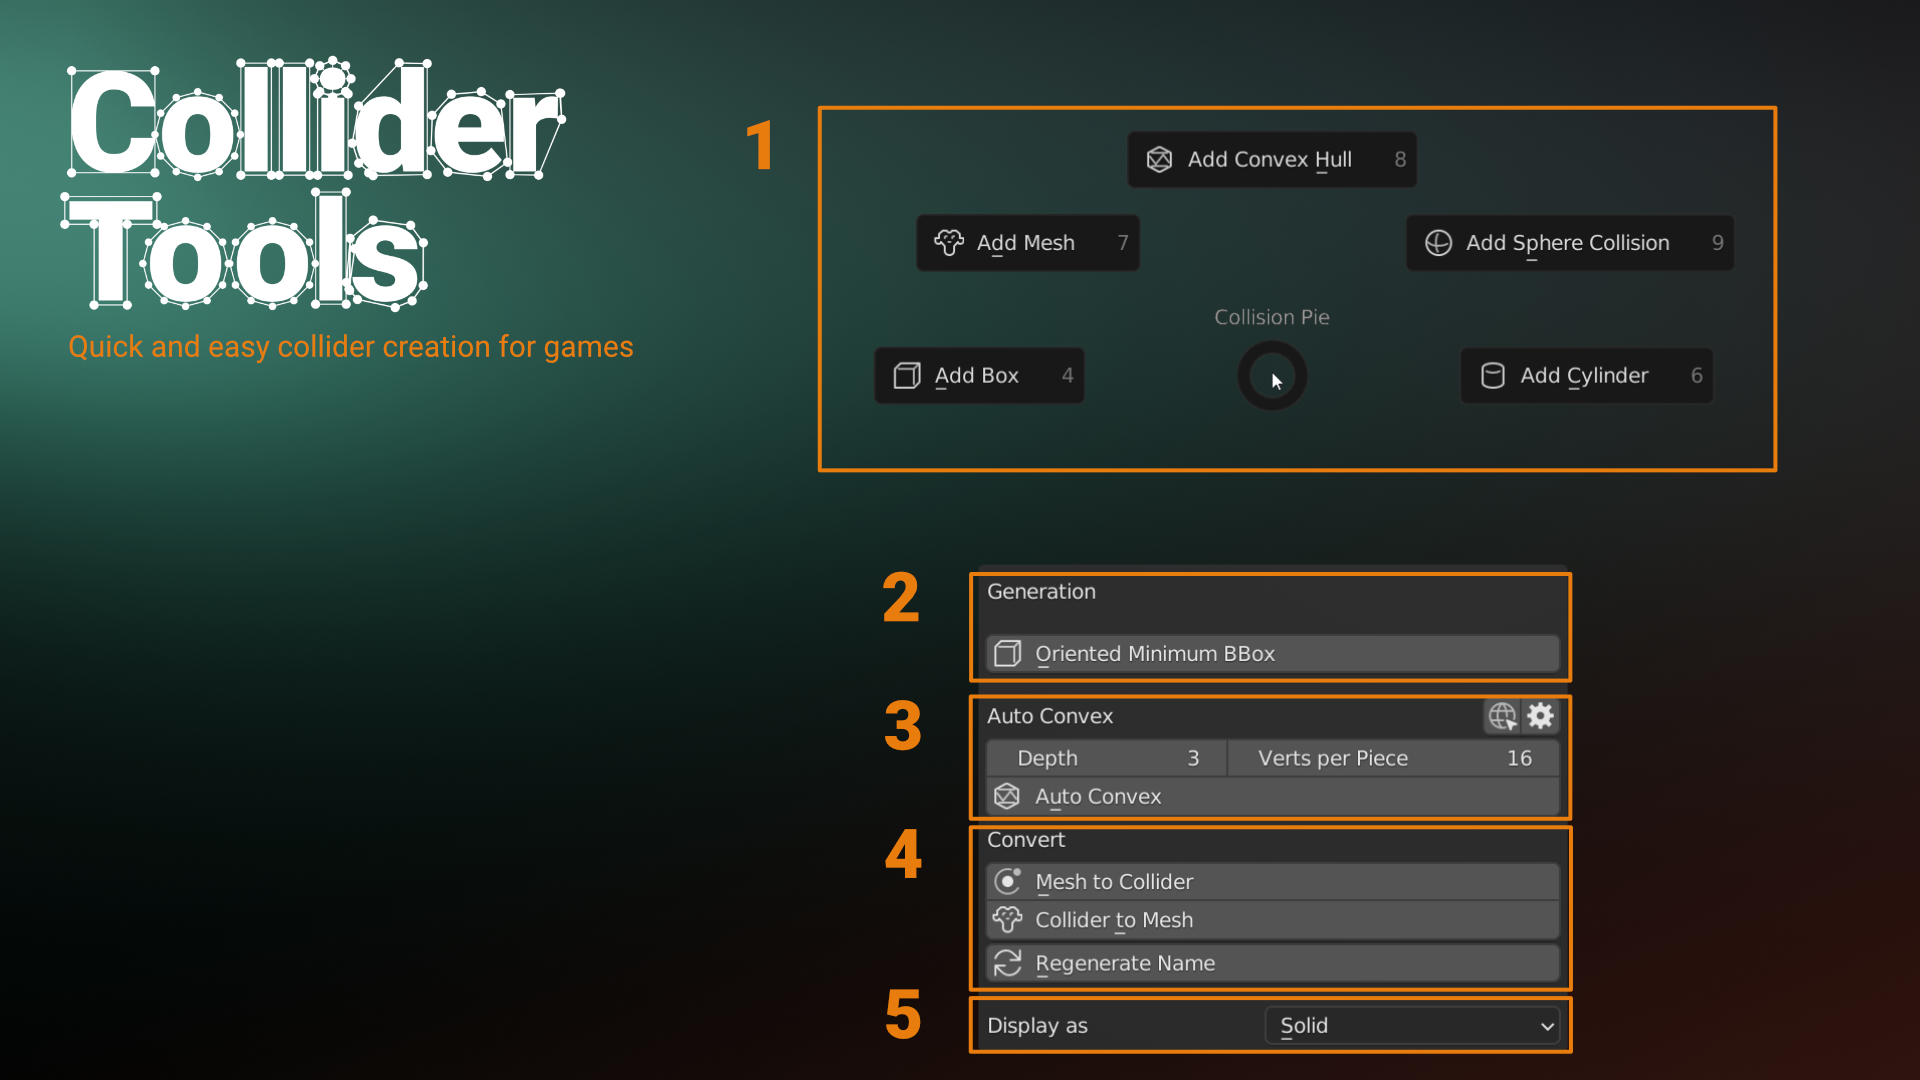 Collider
Tools
Quick and easy collider creation for games
1
Add Convex Hull 8
Add Mesh 7
Add Sphere Collision 9
Collision Pie
Add Box 4
Add Cylinder 6
2
Generation
Oriented Minimum BBox
3
Auto Convex
Depth 3 Verts per Piece 16
Auto Convex
4
Convert
Mesh to Collider
Collider to Mesh
Regenerate Name
5
Display as Solid